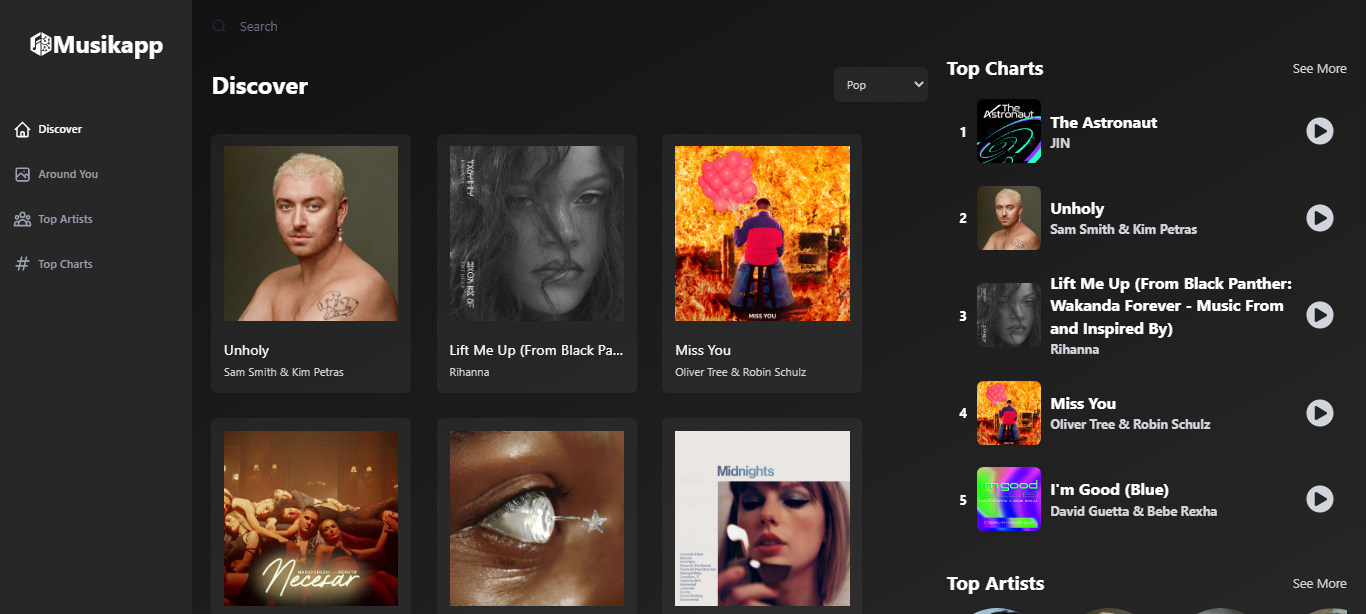 Musikapp
Discover
Around You
Top Artists
Top Charts
Search
Discover
Pop
Unholy
Sam Smith & Kim Petras
Lift Me Up (From Black Pa...
Rihanna
MISS YOU
Miss You
Oliver Tree & Robin Schulz
Necesar
Midnights
Top Charts
See More
1
The Astronaut
The Astronaut
JIN
2
Unholy
Sam Smith & Kim Petras
3
Lift Me Up (From Black Panther:
Wakanda Forever - Music From
and Inspired By)
Rihanna
4
MISS YOU
Miss You
Oliver Tree & Robin Schulz
5
i'm good
I'm Good (Blue)
David Guetta & Bebe Rexha
Top Artists
See More